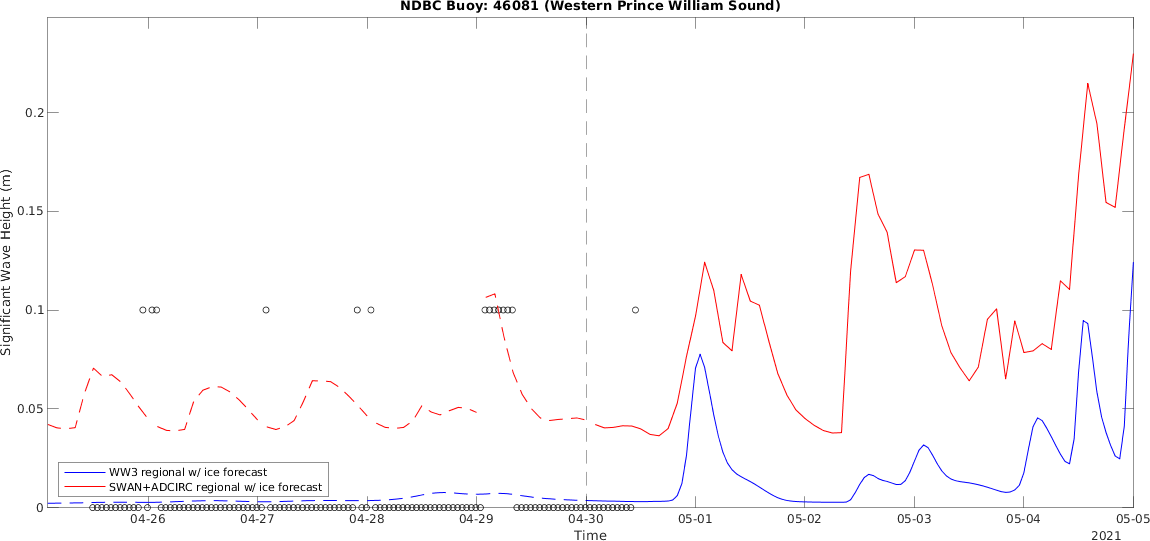 NDBC Buoy: 46081 (Western Prince William Sound)
Significant Wave Height (m)
0.2
0.15
0.1
0.05
0
WW3 regional w/ ice forecast
SWAN+ADCIRC regional w/ ice forecast
04-26 04-27 04-28 04-29 04-30 05-01 05-02 05-03 05-04 05-05
Time
2021